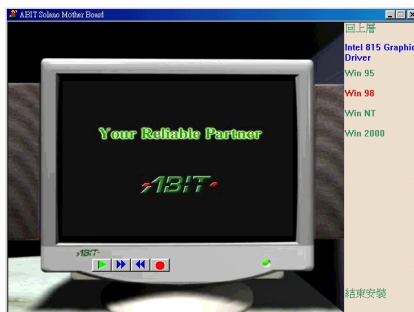 ABIT Solano Mother Board
回上層
Intel 815 Graphic
Driver
Win 95
Win 98
Win NT
Win 2000
Your Reliable Partner
ABIT
ABIT
結束安裝